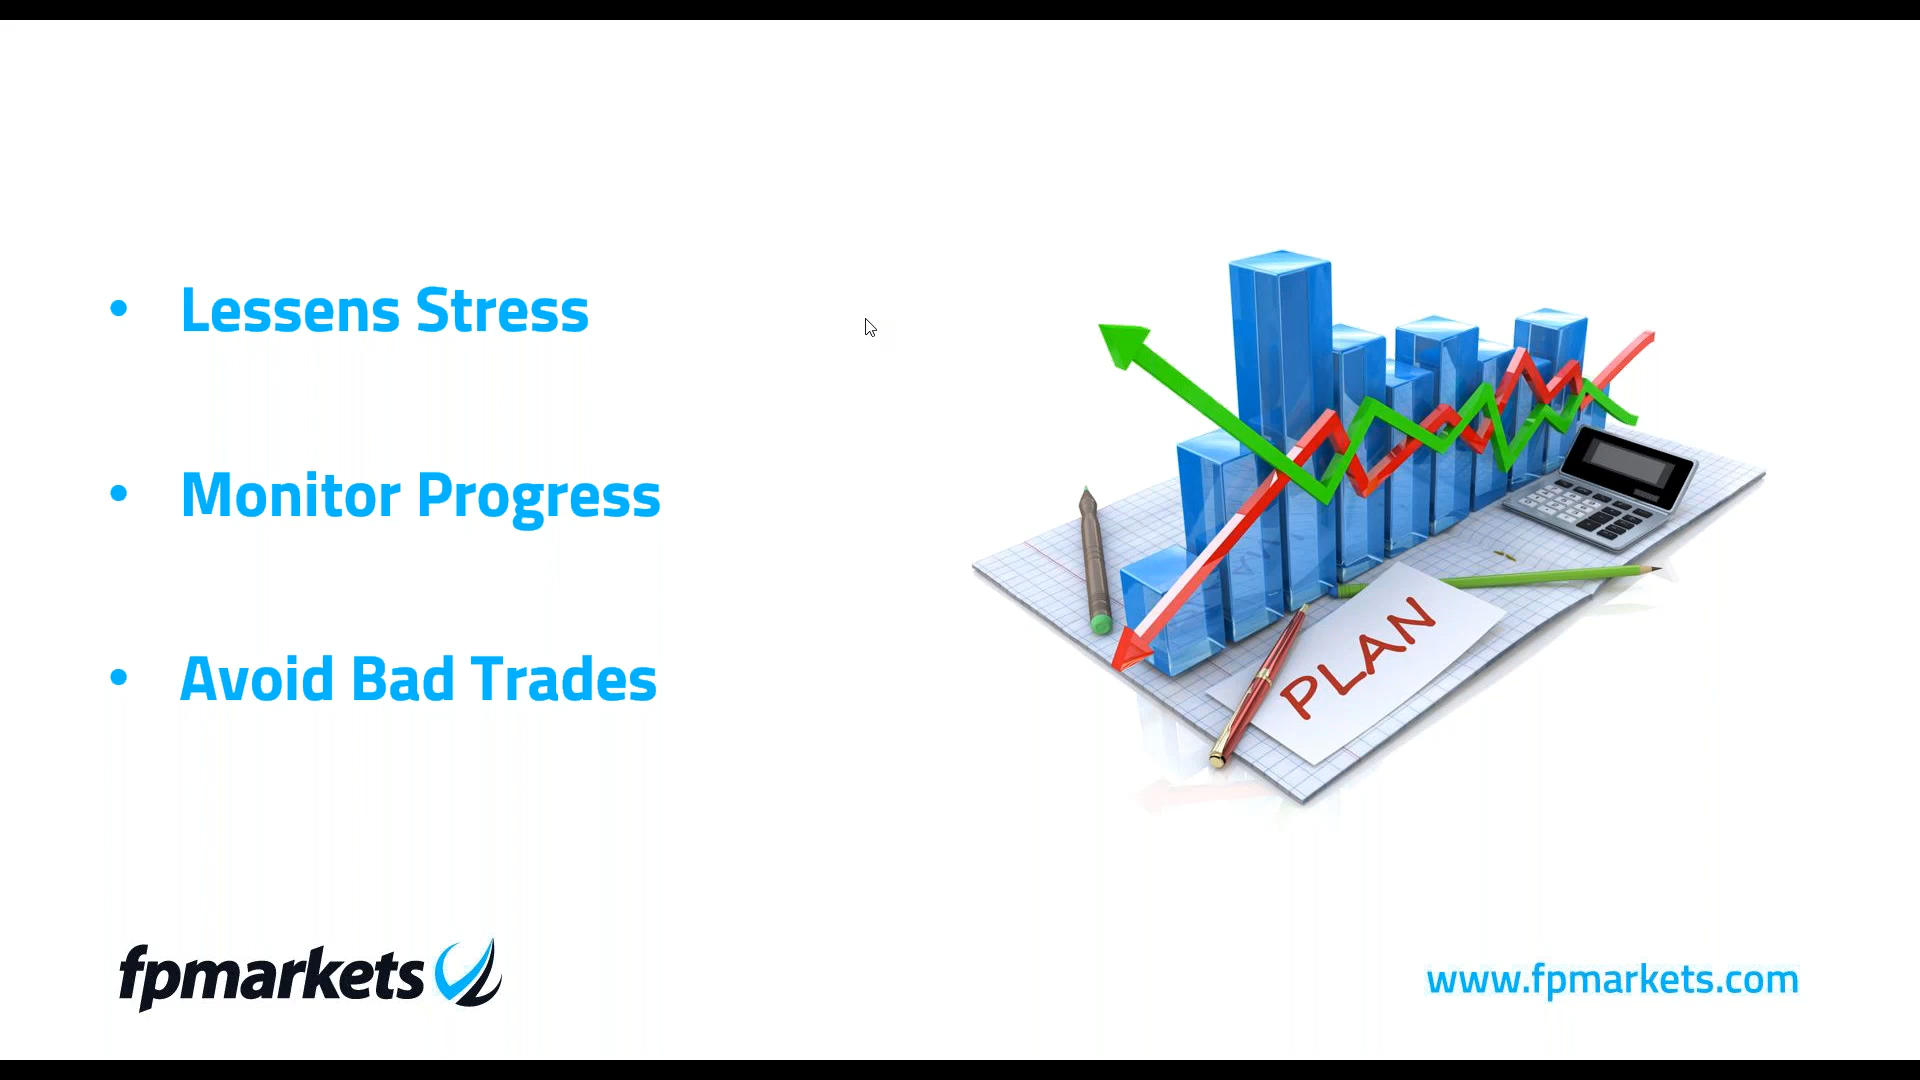 • Lessens Stress
• Monitor Progress
• Avoid Bad Trades
PLAN
fpmarkets
www.fpmarkets.com